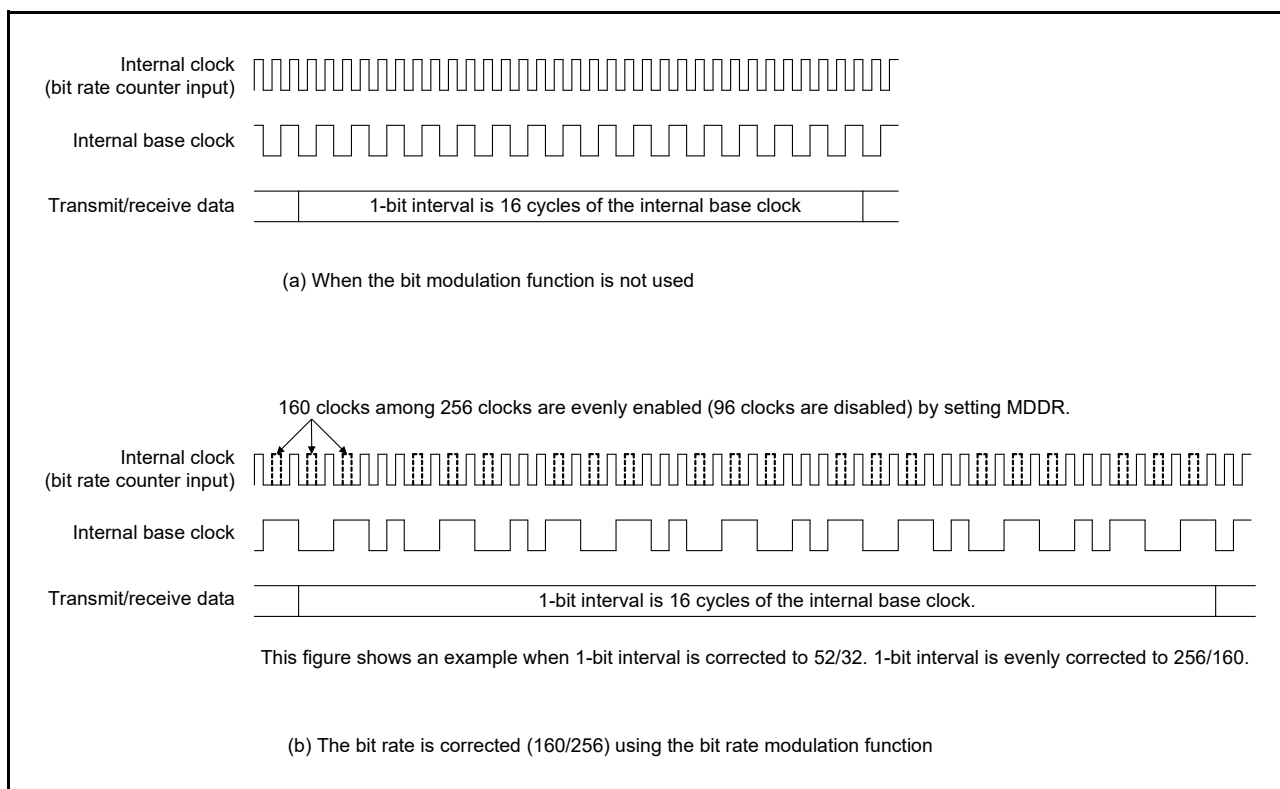 Internal clock
(bit rate counter input)
Internal base clock
Transmit/receive data
1-bit interval is 16 cycles of the internal base clock
(a) When the bit modulation function is not used
160 clocks among 256 clocks are evenly enabled (96 clocks are disabled) by setting MDDR.
Internal clock
(bit rate counter input)
Internal base clock
Transmit/receive data
1-bit interval is 16 cycles of the internal base clock.
This figure shows an example when 1-bit interval is corrected to 52/32. 1-bit interval is evenly corrected to 256/160.
(b) The bit rate is corrected (160/256) using the bit rate modulation function